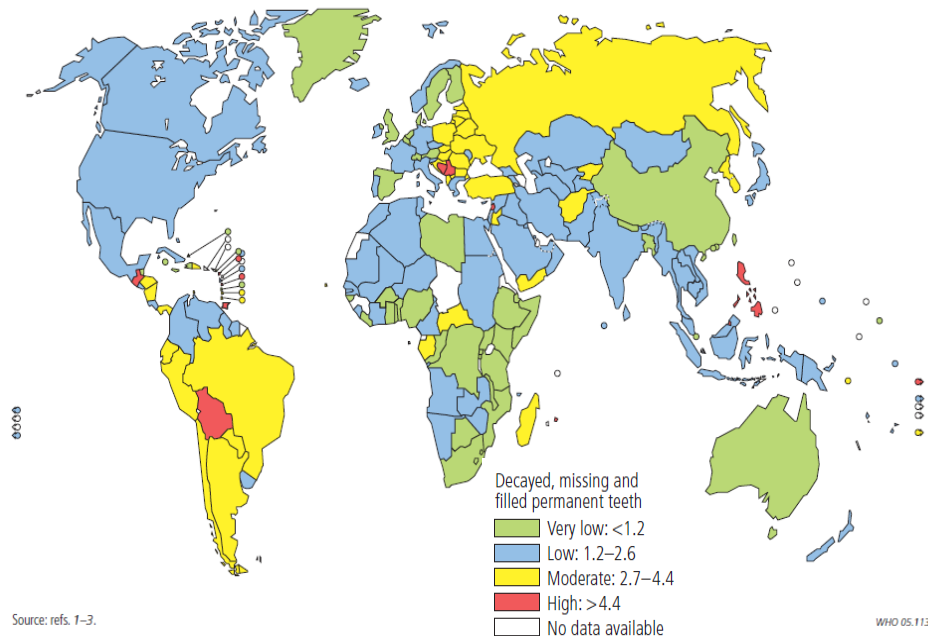 Decayed, missing and
filled permanent teeth
Very low: <1.2
Low: 1.2–2.6
Moderate: 2.7–4.4
High: >4.4
No data available
Source: refs. 1–3.
WHO 05.113